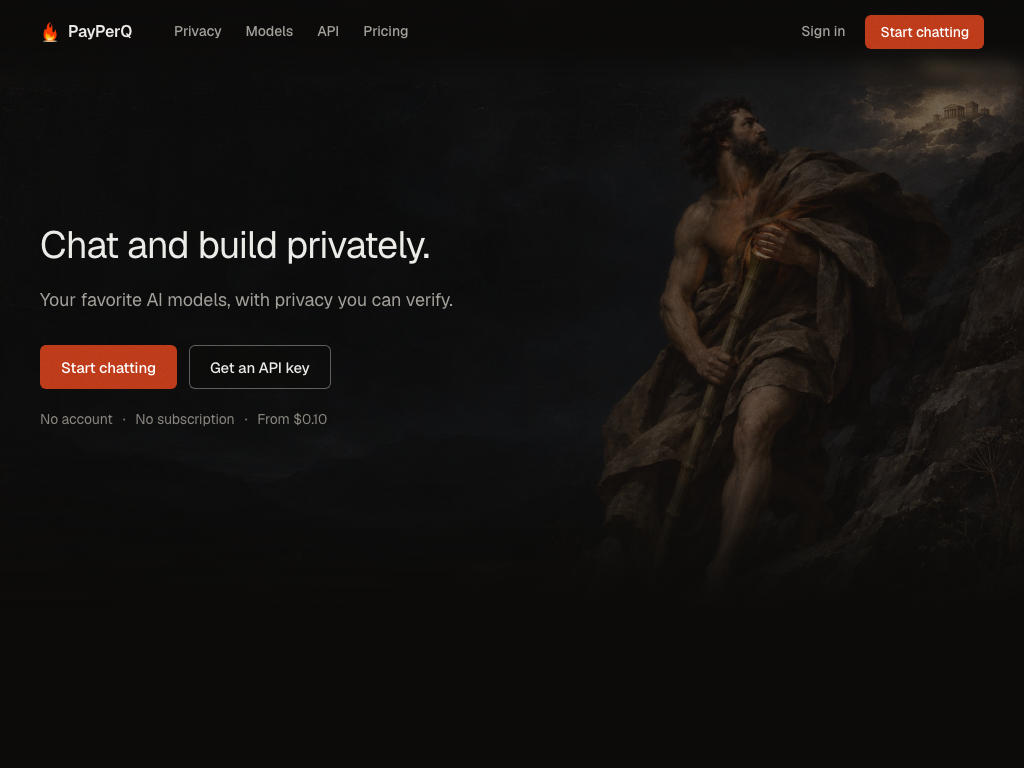 PayPerQ
Privacy Models API Pricing
Sign in
Start chatting
Chat and build privately.
Your favorite AI models, with privacy you can verify.
Start chatting
Get an API key
No account · No subscription · From $0.10